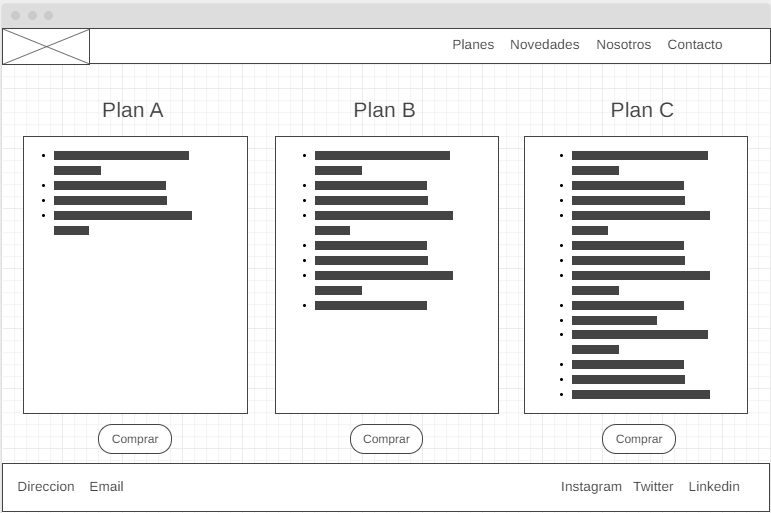 Planes Novedades Nosotros Contacto
Plan A Plan B Plan C
Comprar Comprar Comprar
Direccion Email Instagram Twitter Linkedin